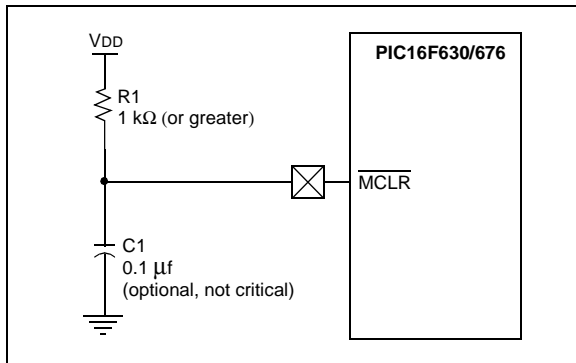 VDD
PIC16F630/676
R1
1 kΩ (or greater)
MCLR
C1
0.1 µf
(optional, not critical)